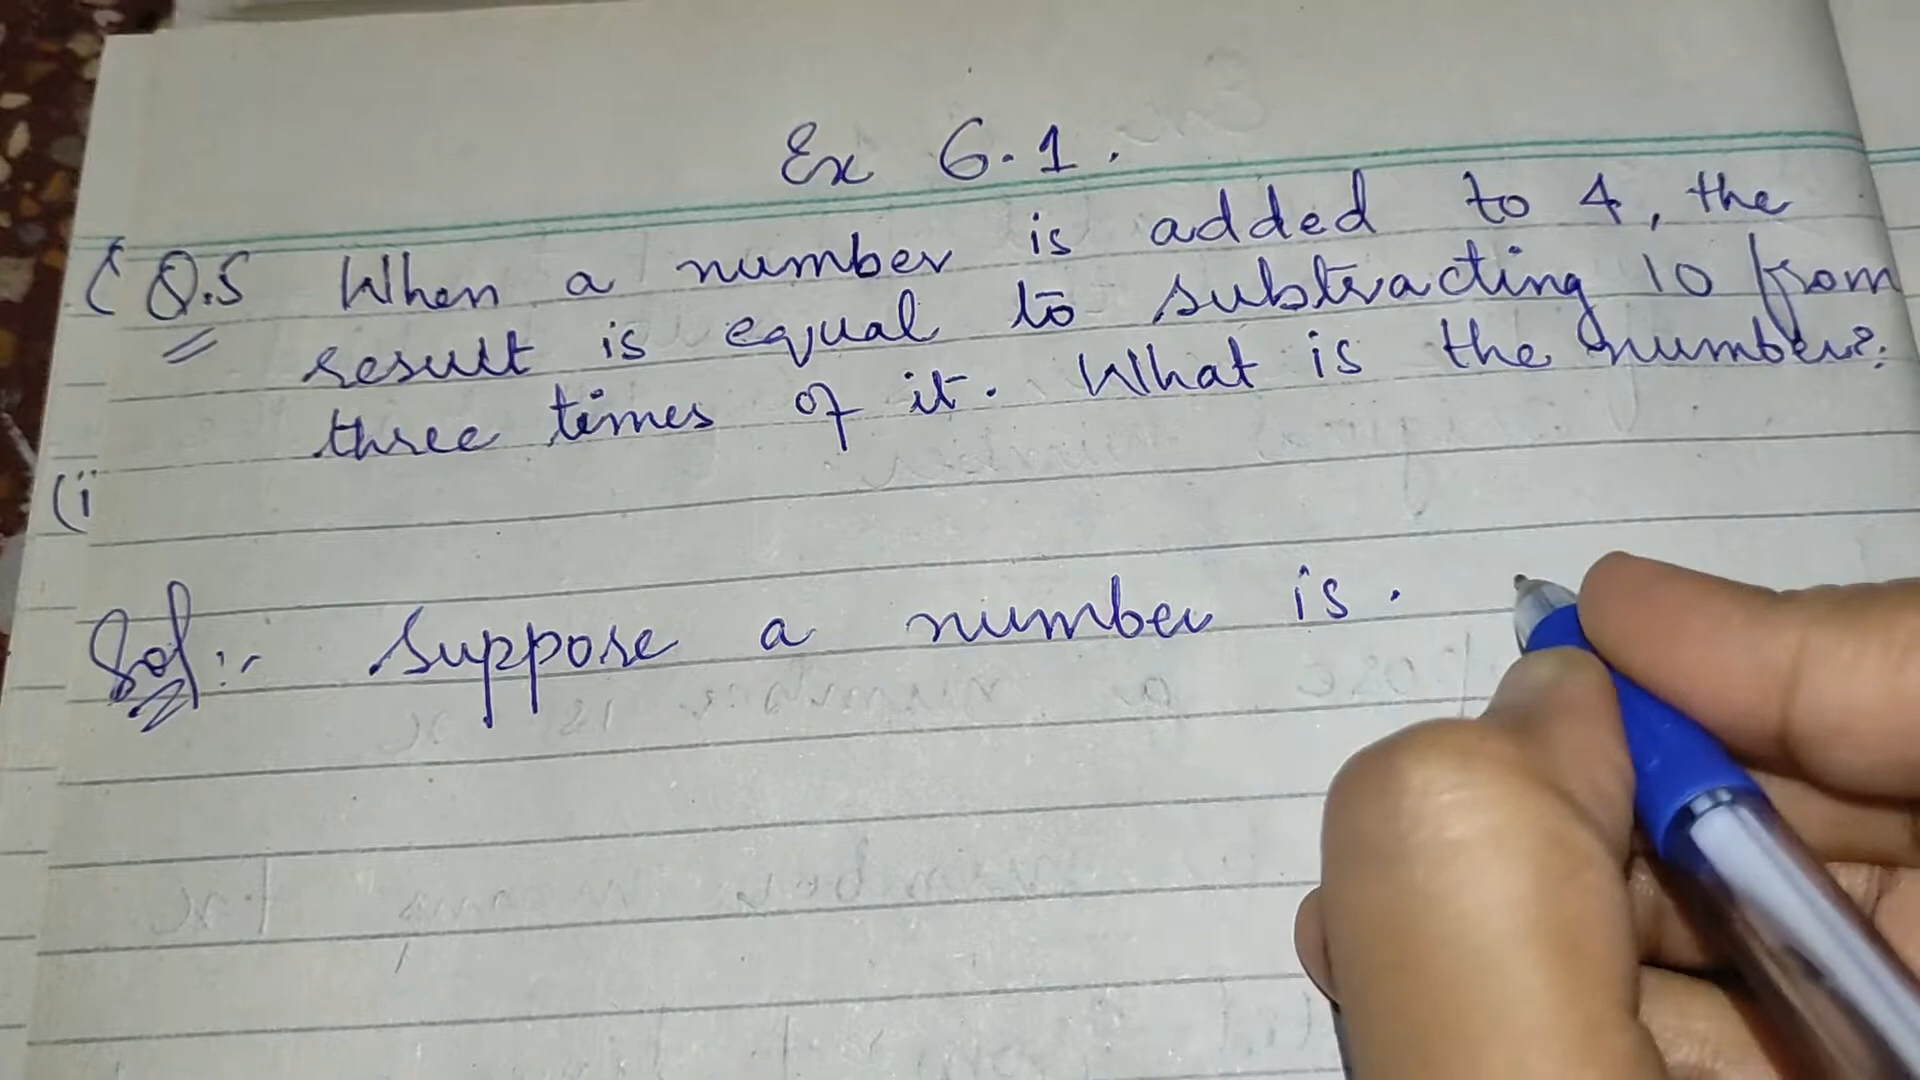 Ex 6.1.
Q.5 When a number is added to 4, the
result is equal to subtracting 10 from
three times of it. What is the number?
(i
Sol:- Suppose a number is.